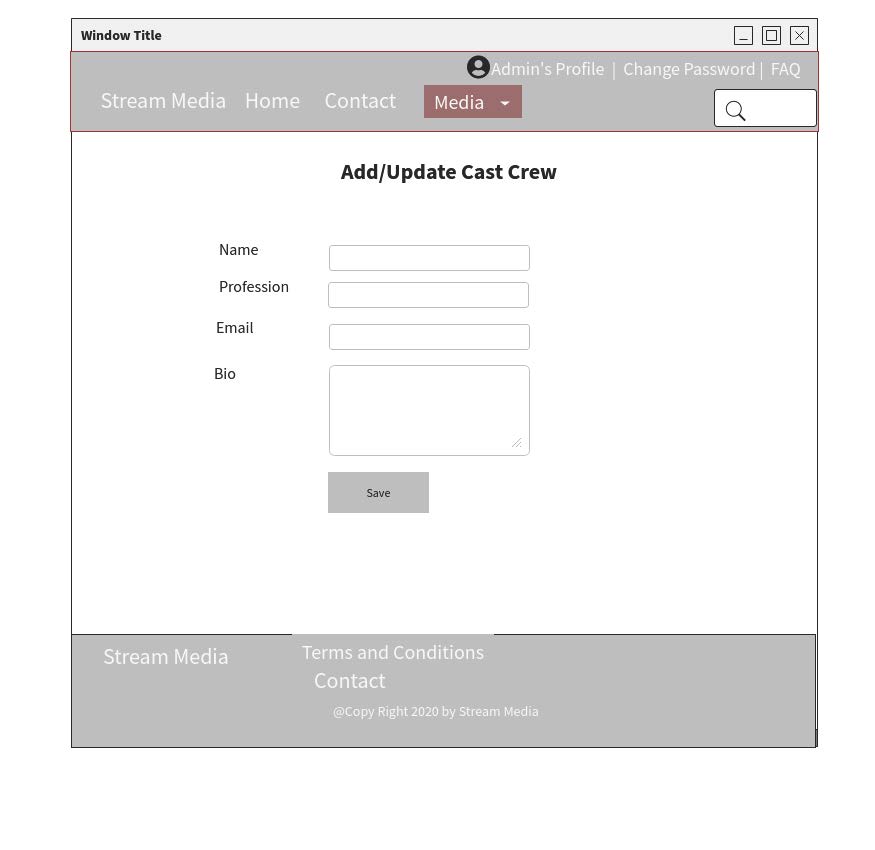 Window Title
Admin's Profile | Change Password | FAQ
Stream Media Home Contact Media
Add/Update Cast Crew
Name
Profession
Email
Bio
Save
Stream Media
Terms and Conditions
Contact
@Copy Right 2020 by Stream Media